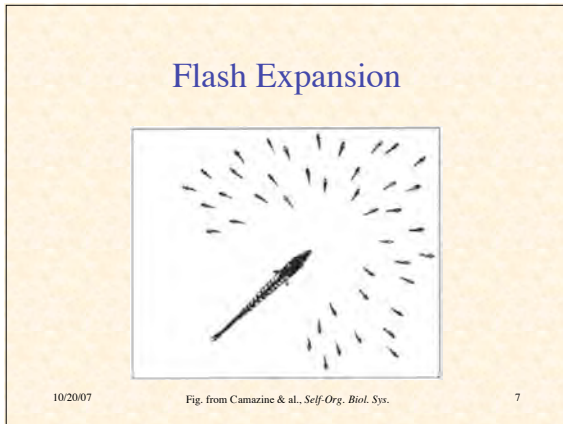 Flash Expansion
10/20/07
Fig. from Camazine & al., Self-Org. Biol. Sys.
7